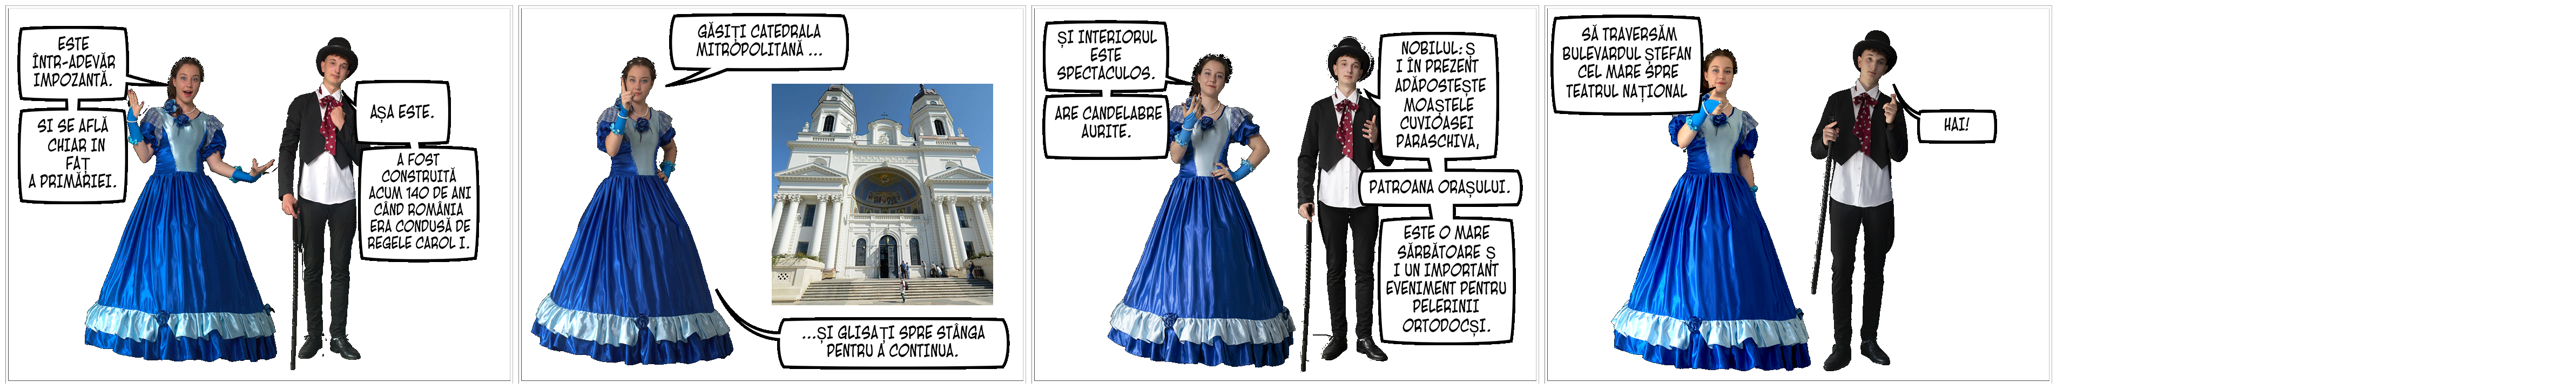 ESTE
ÎNTR-ADEVĂR
IMPOZANTĂ.
SI SE AFLĂ
CHIAR IN
FAȚ
A PRIMĂRIEI.
AȘA ESTE.
A FOST
CONSTRUITĂ
ACUM 140 DE ANI
CÂND ROMÂNIA
ERA CONDUSĂ DE
REGELE CAROL I.
GĂSIȚI CATEDRALA
MITROPOLITANĂ ...
...ȘI GLISAȚI SPRE STÂNGA
PENTRU A CONTINUA.
ȘI INTERIORUL
ESTE
SPECTACULOS.
ARE CANDELABRE
AURITE.
NOBILUL: Ș
I ÎN PREZENT
ADĂPOSTEȘTE
MOAȘTELE
CUVIOASEI
PARASCHIVA,
PATROANA ORAȘULUI.
ESTE O MARE
SĂRBĂTOARE Ș
I UN IMPORTANT
EVENIMENT PENTRU
PELERINII
ORTODOCȘI.
SĂ TRAVERSĂM
BULEVARDUL ȘTEFAN
CEL MARE SPRE
TEATRUL NAȚIONAL
HAI!